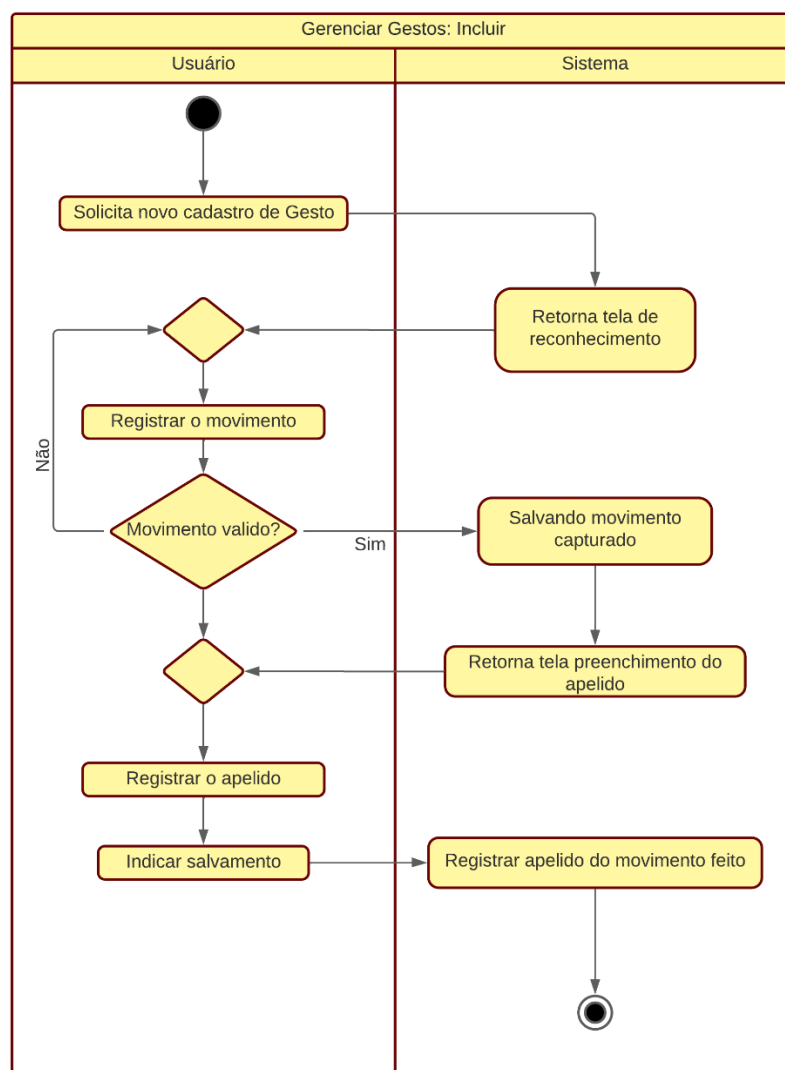 Gerenciar Gestos: Incluir
Usuário
Sistema
Solicita novo cadastro de Gesto
Retorna tela de
reconhecimento
Registrar o movimento
Não
Movimento valido?
Sim
Salvando movimento
capturado
Retorna tela preenchimento do
apelido
Registrar o apelido
Indicar salvamento
Registrar apelido do movimento feito